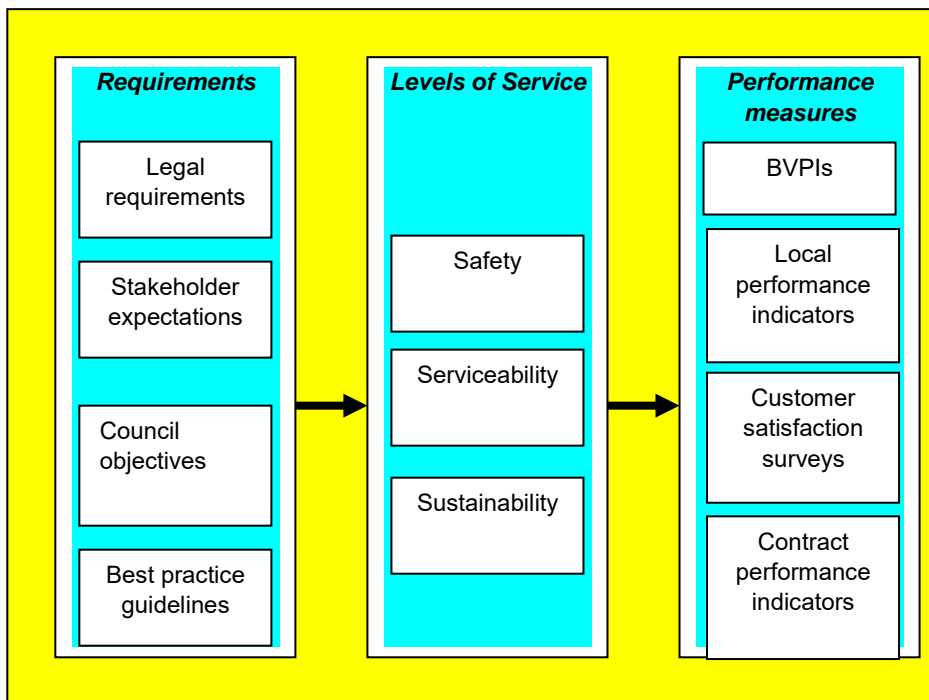 Requirements
Legal
requirements
Stakeholder
expectations
Council
objectives
Best practice
guidelines
Levels of Service
Safety
Serviceability
Sustainability
Performance
measures
BVPIs
Local
performance
indicators
Customer
satisfaction
surveys
Contract
performance
indicators